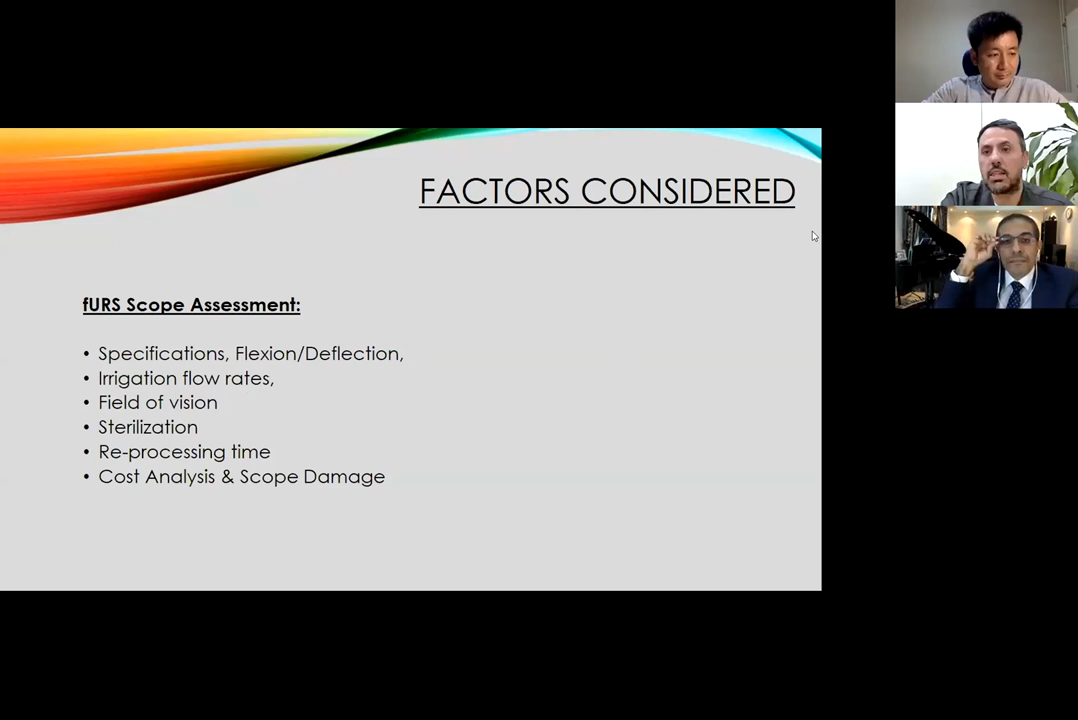 FACTORS CONSIDERED
fURS Scope Assessment:
• Specifications, Flexion/Deflection,
• Irrigation flow rates,
• Field of vision
• Sterilization
• Re-processing time
• Cost Analysis & Scope Damage